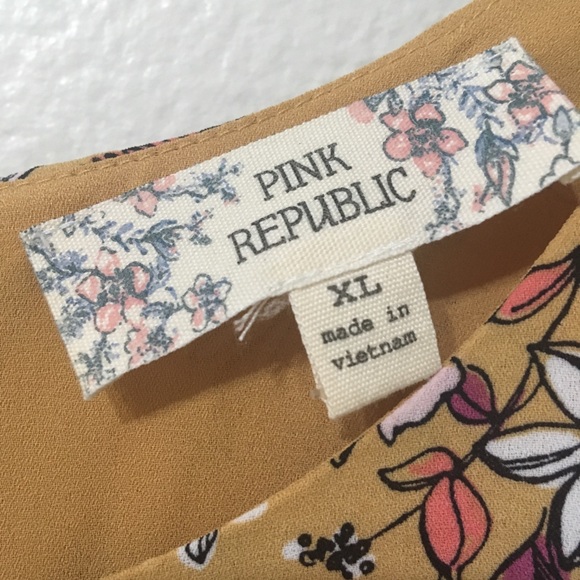 PINK
REPUBLIC
XL
made in
vietnam